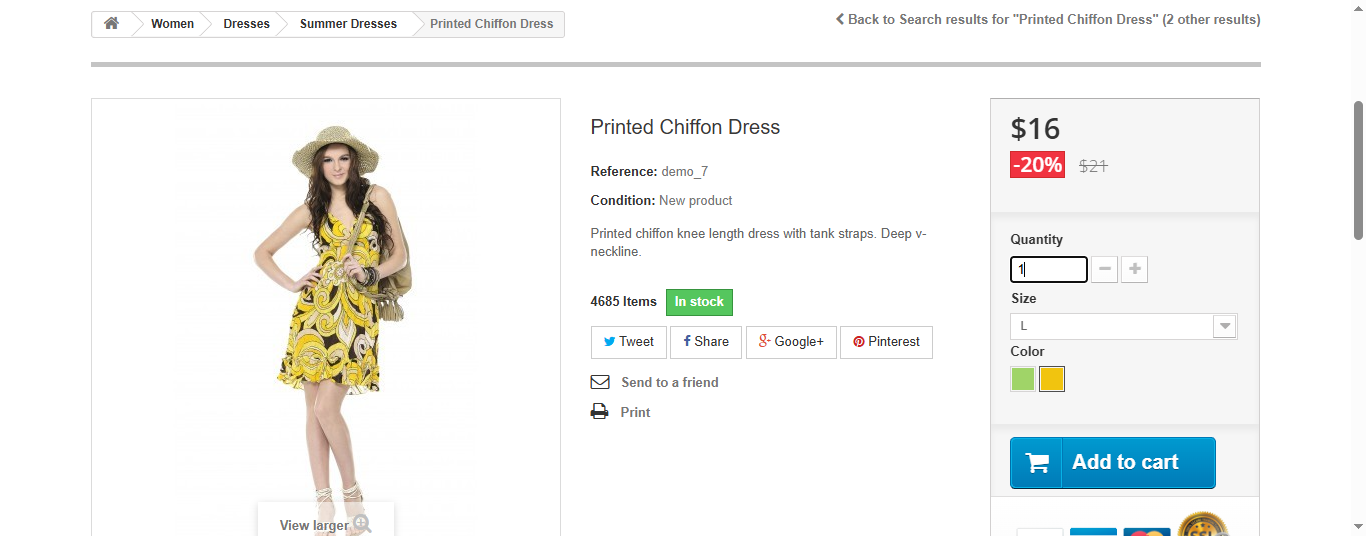 Women
Dresses
Summer Dresses
Printed Chiffon Dress
Back to Search results for "Printed Chiffon Dress" (2 other results)
View larger
Printed Chiffon Dress
Reference: demo_7
Condition: New product
Printed chiffon knee length dress with tank straps. Deep v-
neckline.
4685 Items
In stock
Tweet
Share
Google+
Pinterest
Send to a friend
Print
$16
-20% $21
Quantity
1
Size
L
Color
Add to cart